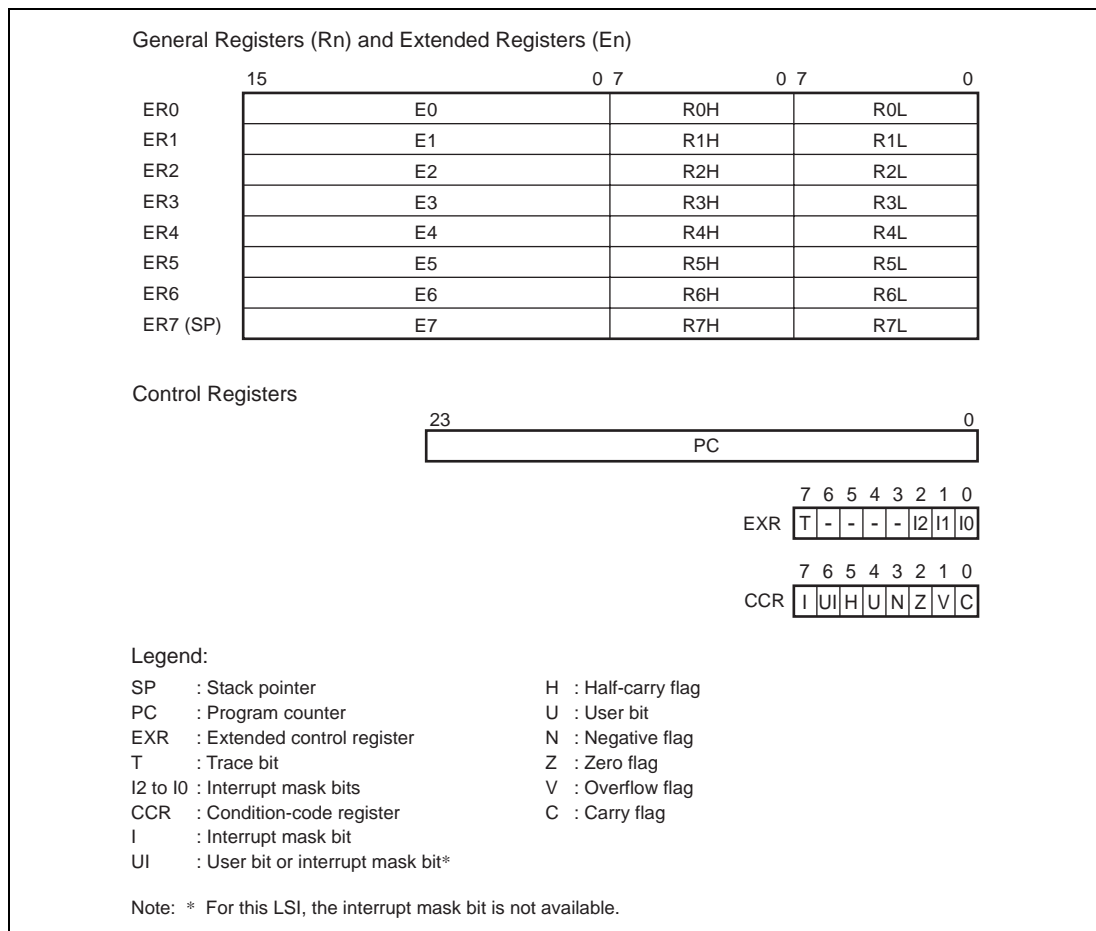 General Registers (Rn) and Extended Registers (En)
15 0 7 0 7 0
ER0 E0 R0H R0L
ER1 E1 R1H R1L
ER2 E2 R2H R2L
ER3 E3 R3H R3L
ER4 E4 R4H R4L
ER5 E5 R5H R5L
ER6 E6 R6H R6L
ER7 (SP) E7 R7H R7L
Control Registers
23 0
PC
7 6 5 4 3 2 1 0
EXR T - - - - I2 I1 I0
7 6 5 4 3 2 1 0
CCR I UI H U N Z V C
Legend:
SP : Stack pointer
PC : Program counter
EXR : Extended control register
T : Trace bit
I2 to I0 : Interrupt mask bits
CCR : Condition-code register
I : Interrupt mask bit
UI : User bit or interrupt mask bit*
H : Half-carry flag
U : User bit
N : Negative flag
Z : Zero flag
V : Overflow flag
C : Carry flag
Note: * For this LSI, the interrupt mask bit is not available.